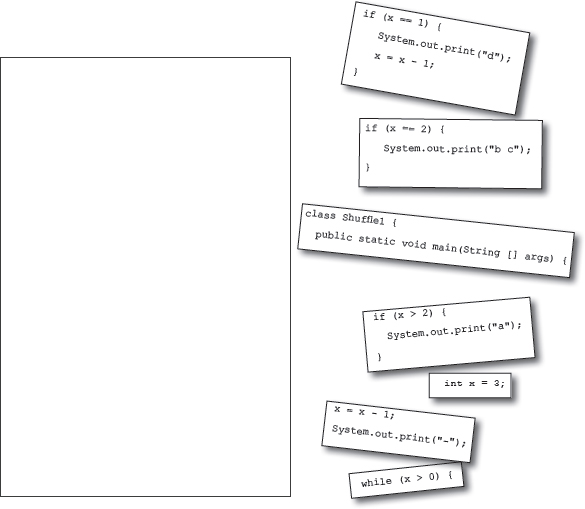 if (x == 1) {
System.out.print("d");
x = x - 1;
}
if (x == 2) {
System.out.print("b c");
}
class Shuffle1 {
public static void main(String [] args) {
if (x > 2) {
System.out.print("a");
}
int x = 3;
x = x - 1;
System.out.print("-");
while (x > 0) {